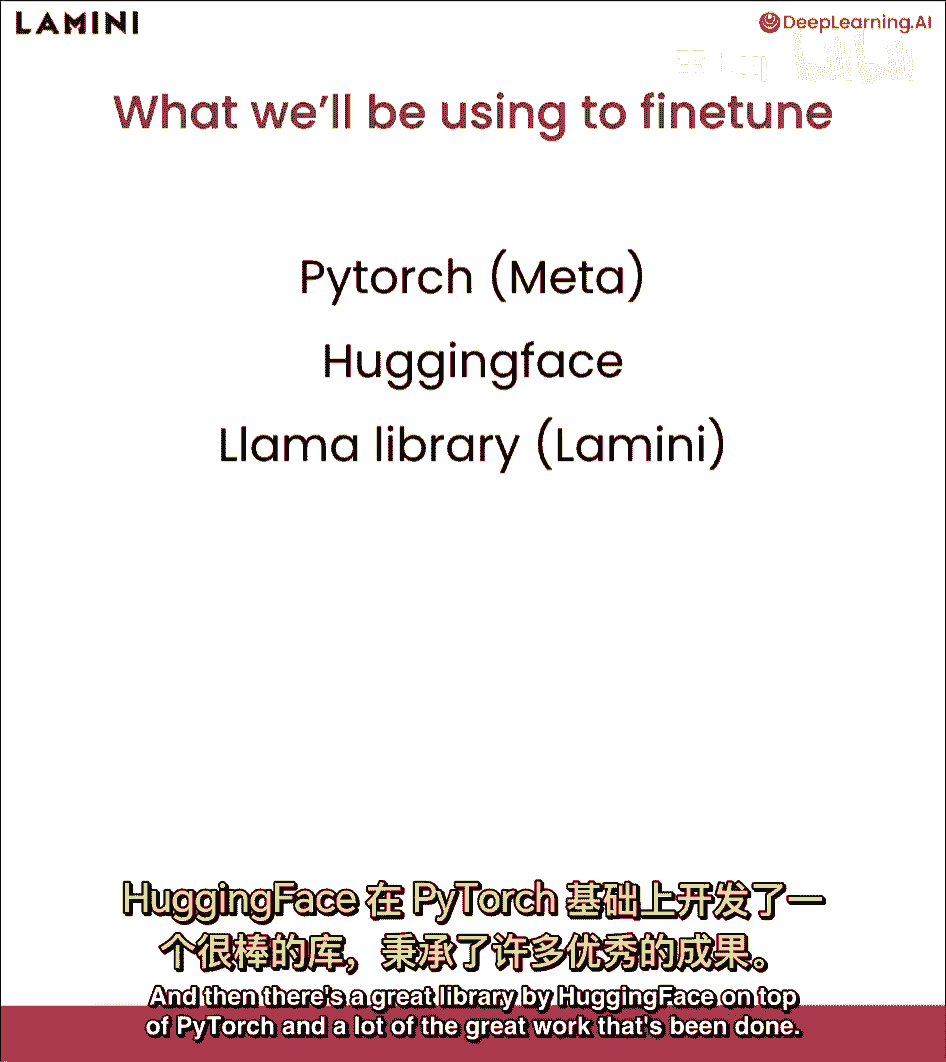 LAMINI
DeepLearning.AI
What we'll be using to finetune
Pytorch (Meta)
Huggingface
Llama library (Lamini)
HuggingFace 在 PyTorch 基础上开发了一
个很棒的库，秉承了许多优秀的成果。
And then there's a great library by HuggingFace on top
of PyTorch and a lot of the great work that's been done.